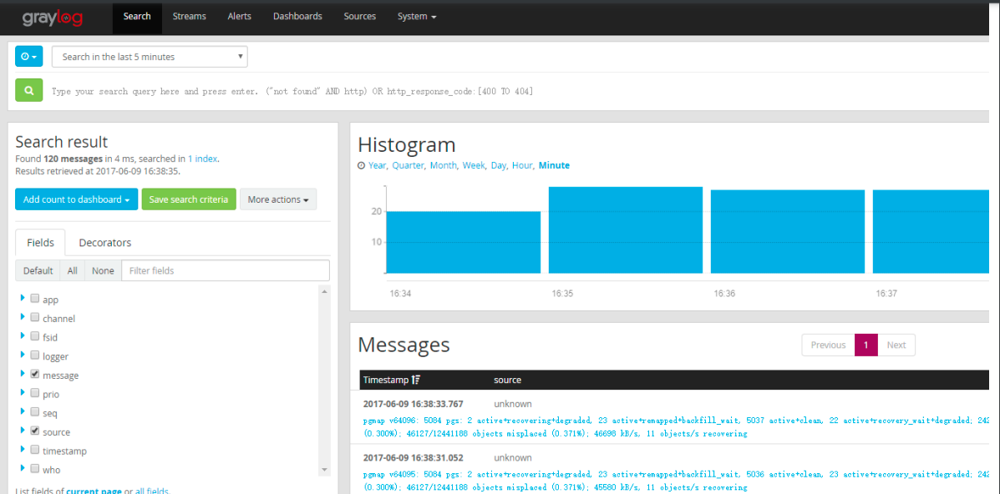 graylog Search Streams Alerts Dashboards Sources System
Search in the last 5 minutes
Type your search query here and press enter. ("not found" AND http) OR http_response_code:[400 TO 404]
Search result
Found 120 messages in 4 ms, searched in 1 index.
Results retrieved at 2017-06-09 16:38:35.
Add count to dashboard Save search criteria More actions
Fields Decorators
Default All None Filter fields
app
channel
fsid
logger
message
prio
seq
source
timestamp
who
List fields of current page or all fields.
Histogram
Year, Quarter, Month, Week, Day, Hour, Minute
20
10
16:34 16:35 16:36 16:37
Messages
Previous 1 Next
Timestamp source
2017-06-09 16:38:33.767 unknown
pgmap v64096: 5084 pgs: 2 active+recovering+degraded, 23 active+remapped+backfill_wait, 5037 active+clean, 22 active+recovery_wait+degraded; 242
(0.300%); 46127/12441188 objects misplaced (0.371%); 46698 kB/s, 11 objects/s recovering
2017-06-09 16:38:31.052 unknown
pgmap v64095: 5084 pgs: 2 active+recovering+degraded, 23 active+remapped+backfill_wait, 5036 active+clean, 23 active+recovery_wait+degraded; 242
(0.300%); 46127/12441188 objects misplaced (0.371%); 45580 kB/s, 11 objects/s recovering